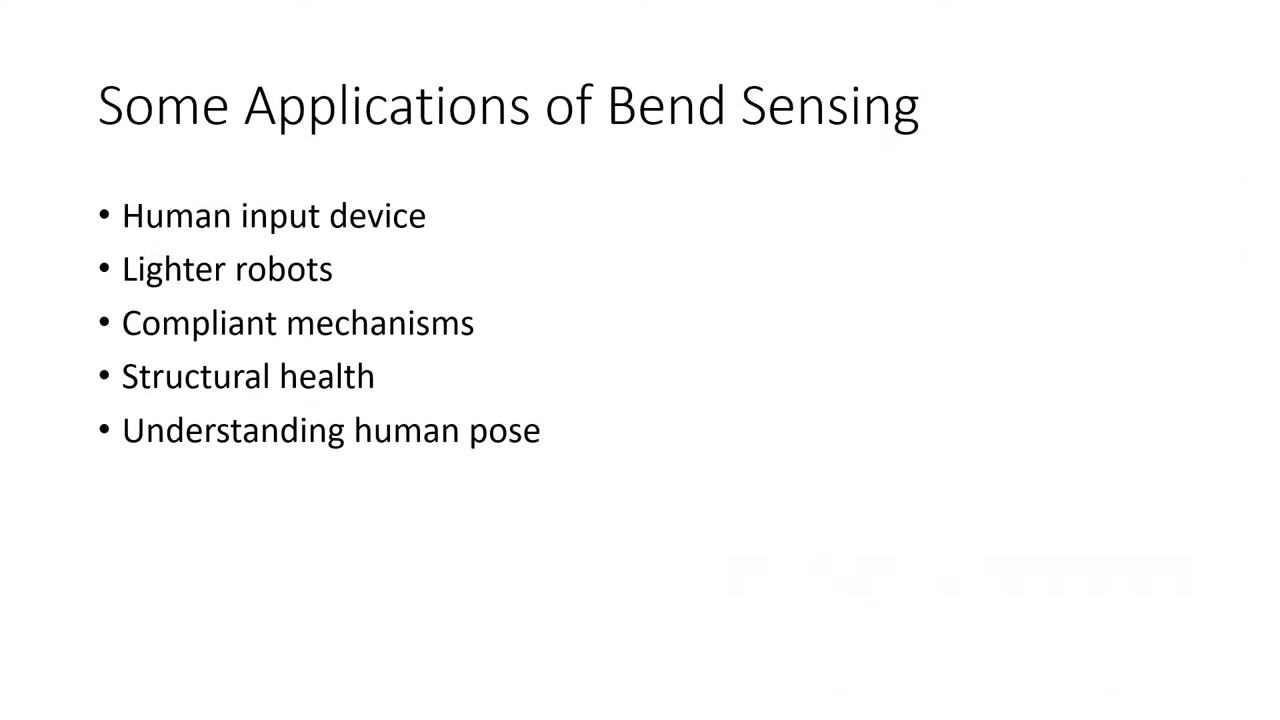 Some Applications of Bend Sensing
• Human input device
• Lighter robots
• Compliant mechanisms
• Structural health
• Understanding human pose